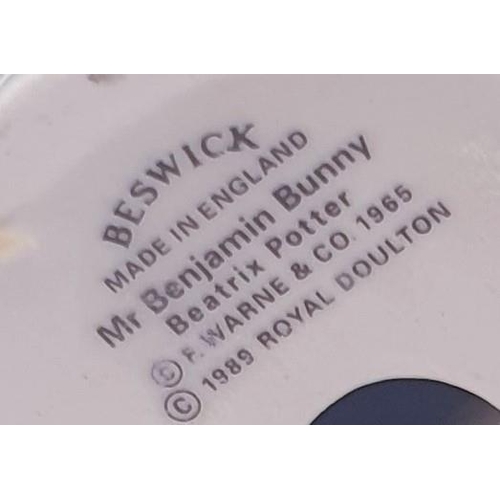 BESWICK
MADE IN ENGLAND
Mr Benjamin Bunny
Beatrix Potter
© F. WARNE & CO. 1965
© 1989 ROYAL DOULTON